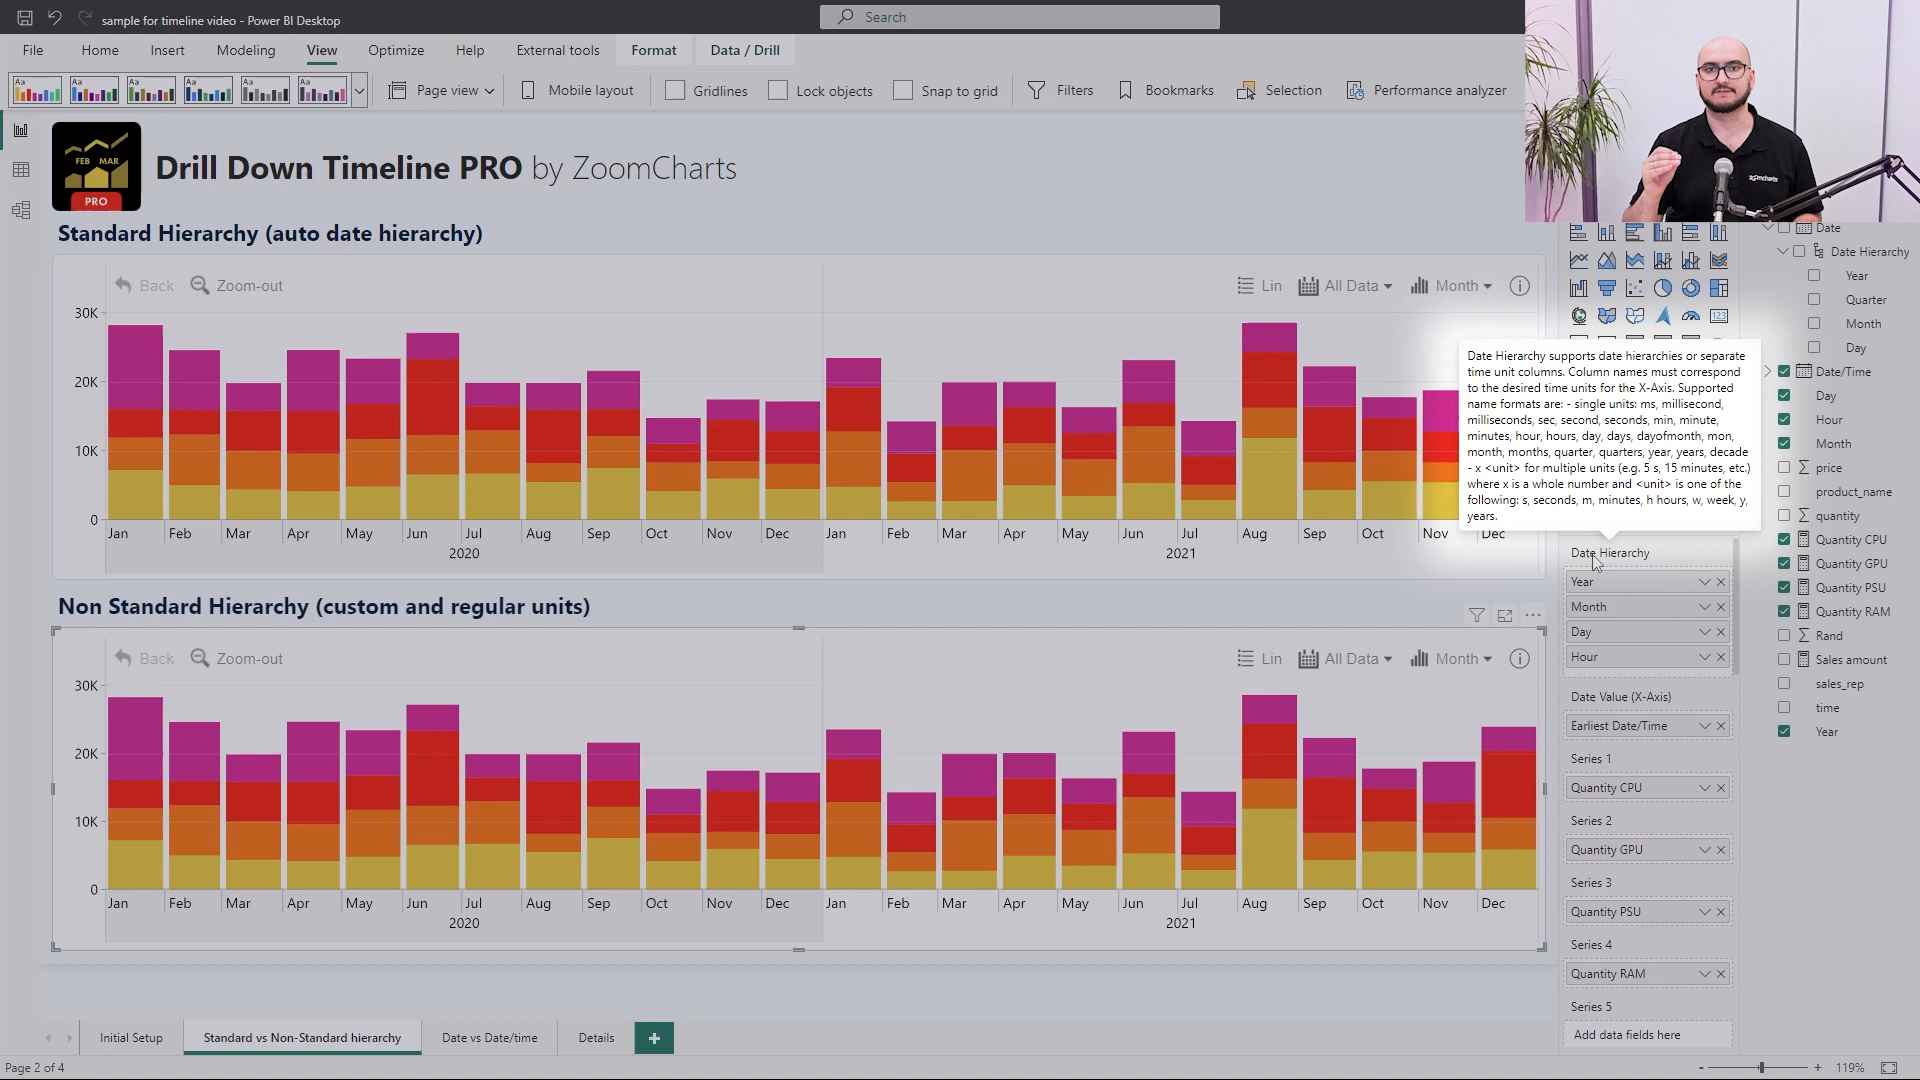 sample for timeline video - Power BI Desktop
Search
File Home Insert Modeling View Optimize Help External tools Format Data / Drill
Aa Aa Aa Aa Aa Aa
Page view Mobile layout Gridlines Lock objects Snap to grid Filters Bookmarks Selection Performance analyzer
FEB MAR
PRO
Drill Down Timeline PRO by ZoomCharts
zoomcharts
Standard Hierarchy (auto date hierarchy)
Back Zoom-out Lin All Data Month
30K
20K
10K
0
Jan Feb Mar Apr May Jun Jul Aug Sep Oct Nov Dec Jan Feb Mar Apr May Jun Jul Aug Sep Oct Nov Dec
2020 2021
Non Standard Hierarchy (custom and regular units)
Back Zoom-out Lin All Data Month
30K
20K
10K
0
Jan Feb Mar Apr May Jun Jul Aug Sep Oct Nov Dec Jan Feb Mar Apr May Jun Jul Aug Sep Oct Nov Dec
2020 2021
123
Date Hierarchy supports date hierarchies or separate
time unit columns. Column names must correspond
to the desired time units for the X-Axis. Supported
name formats are: - single units: ms, millisecond,
milliseconds, sec, second, seconds, min, minute,
minutes, hour, hours, day, days, dayofmonth, mon,
month, months, quarter, quarters, year, years, decade
- x <unit> for multiple units (e.g. 5 s, 15 minutes, etc.)
where x is a whole number and <unit> is one of the
following: s, seconds, m, minutes, h hours, w, week, y,
years.
Date Hierarchy
Year
Month
Day
Hour
Date Value (X-Axis)
Earliest Date/Time
Series 1
Quantity CPU
Series 2
Quantity GPU
Series 3
Quantity PSU
Series 4
Quantity RAM
Series 5
Add data fields here
Date
Date Hierarchy
Year
Quarter
Month
Day
Date/Time
Day
Hour
Month
price
product_name
quantity
Quantity CPU
Quantity GPU
Quantity PSU
Quantity RAM
Rand
Sales amount
sales_rep
time
Year
Initial Setup Standard vs Non-Standard hierarchy Date vs Date/time Details +
Page 2 of 4
- + 119%